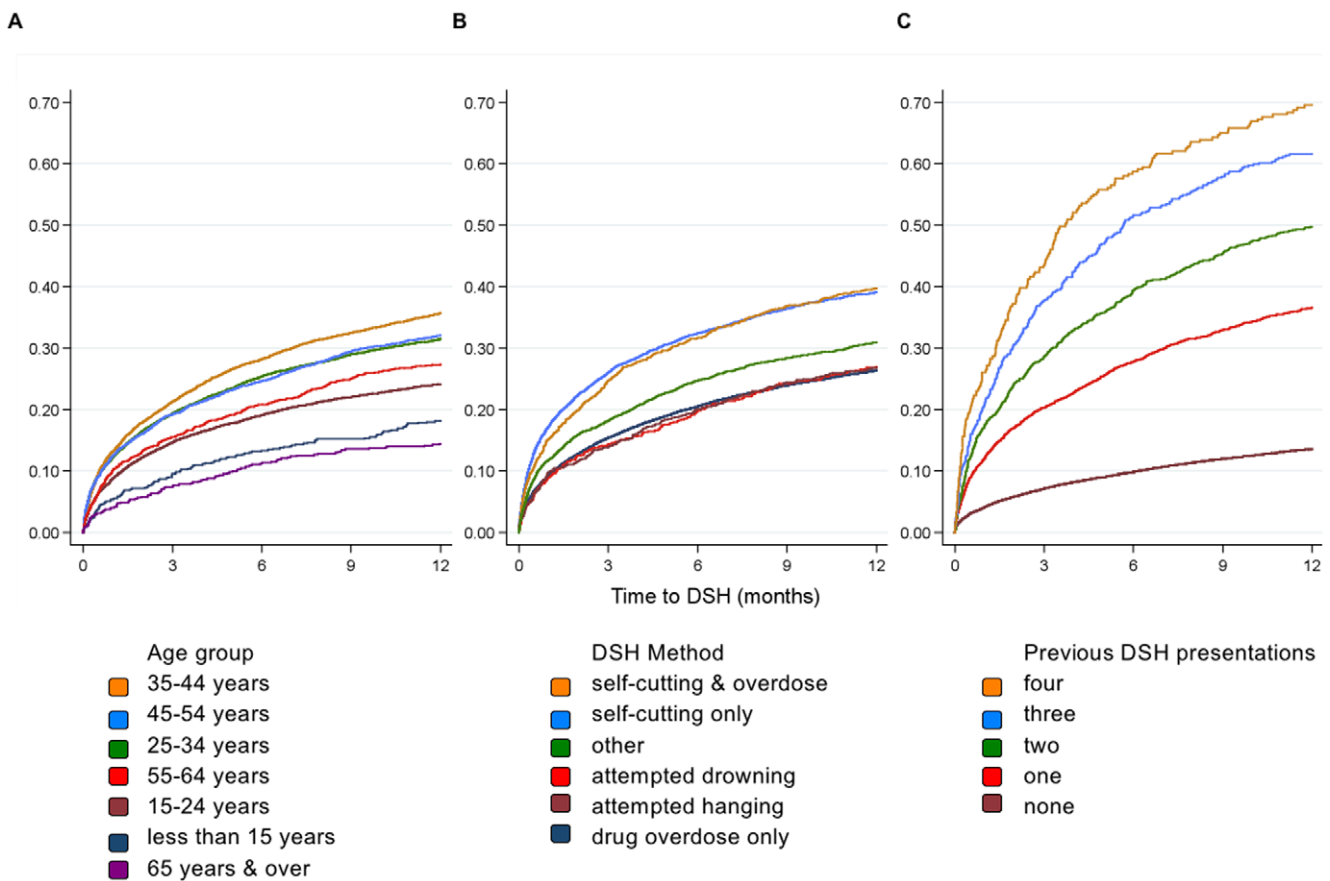 A B C
0.70 0.70 0.70
0.60 0.60 0.60
0.50 0.50 0.50
0.40 0.40 0.40
0.30 0.30 0.30
0.20 0.20 0.20
0.10 0.10 0.10
0.00 0.00 0.00
0 3 6 9 12 0 3 6 9 12 0 3 6 9 12
Time to DSH (months)
Age group
35-44 years
45-54 years
25-34 years
55-64 years
15-24 years
less than 15 years
65 years & over
DSH Method
self-cutting & overdose
self-cutting only
other
attempted drowning
attempted hanging
drug overdose only
Previous DSH presentations
four
three
two
one
none